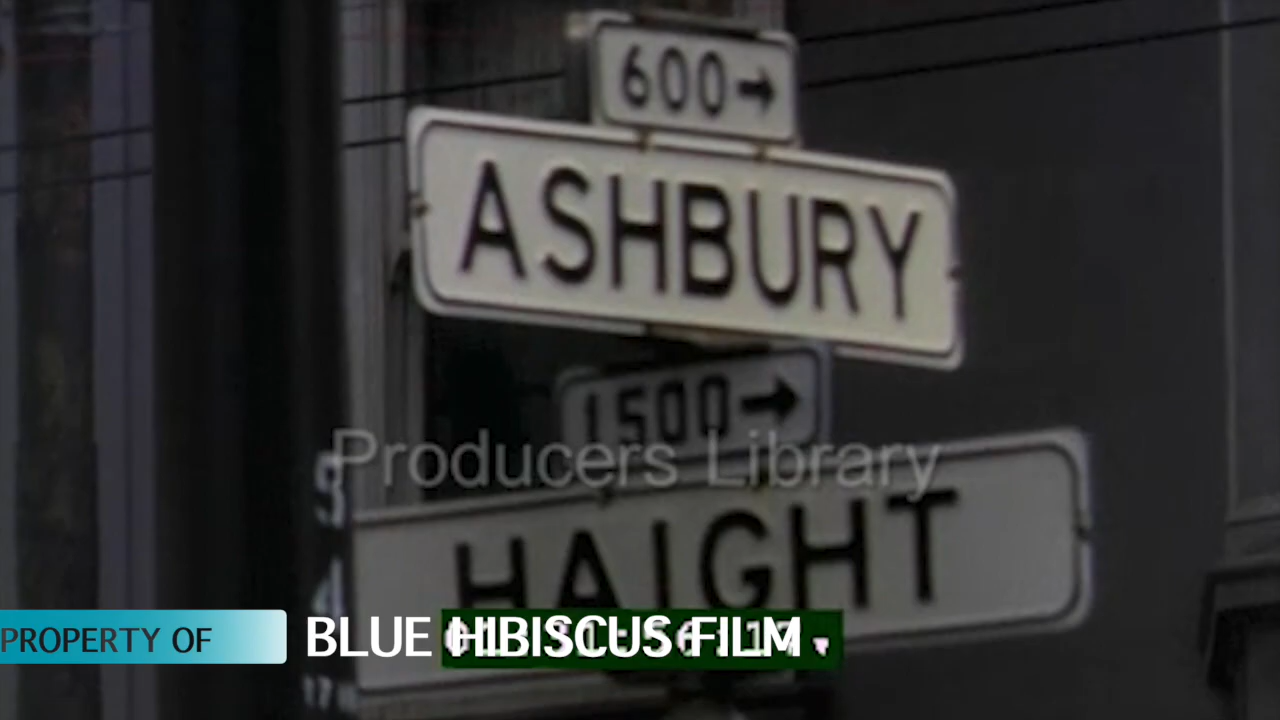 600→
ASHBURY
1500→
Producers Library
HAIGHT
PROPERTY OF BLUE HIBISCUS FILM